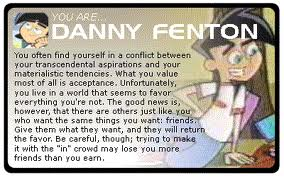 YOU ARE...
DANNY FENTON
You often find yourself in a conflict between
your transcendental aspirations and your
materialistic tendencies. What you value
most of all is acceptance. Unfortunately,
you live in a world that seems to favor
everything you're not. The good news is,
however, that there are others just like you
who want the same things you want: friends.
Give them what they want, and they will return
the favor. Be careful, though; trying to make
it with the "in" crowd may lose you more
friends than you earn.